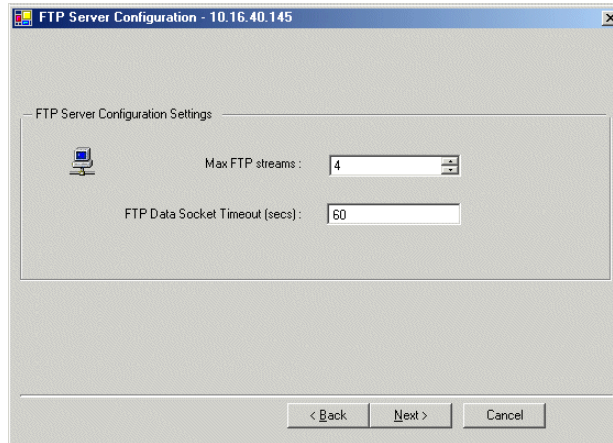 FTP Server Configuration - 10.16.40.145
FTP Server Configuration Settings
Max FTP streams : 4
FTP Data Socket Timeout (secs) : 60
< Back Next > Cancel